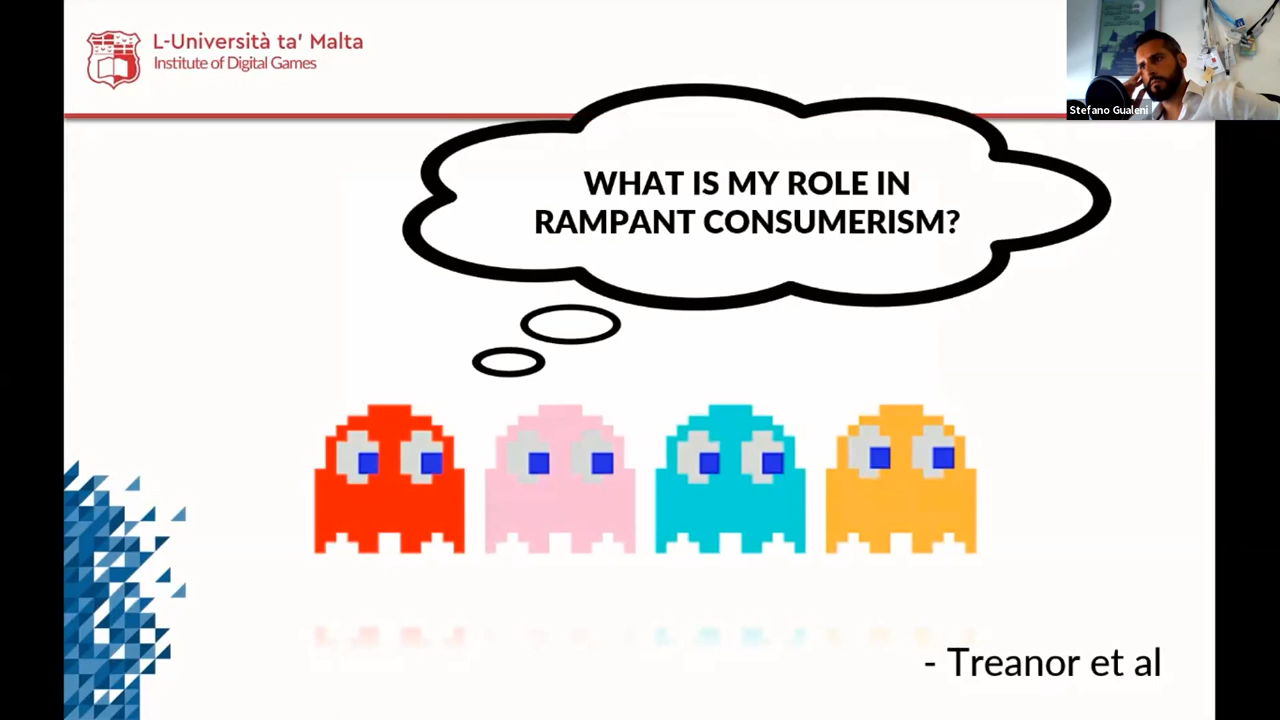 L-Università ta' Malta
Institute of Digital Games
Stefano Gualeni
WHAT IS MY ROLE IN
RAMPANT CONSUMERISM?
- Treanor et al